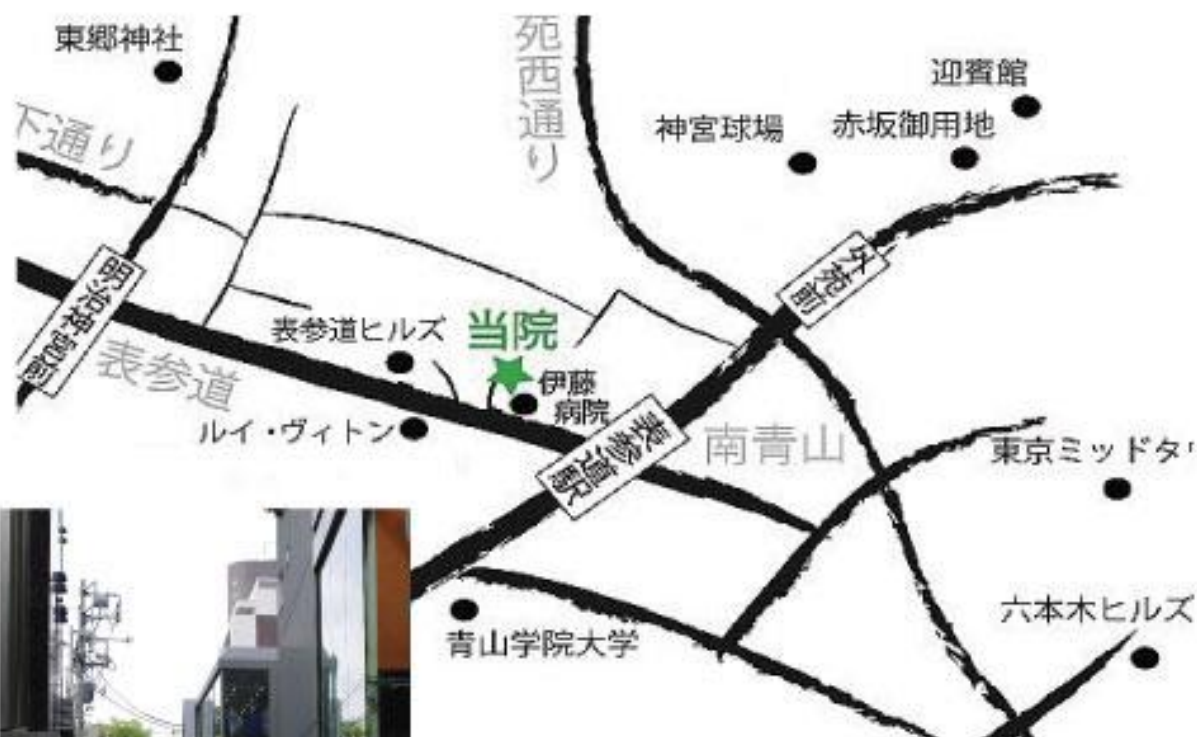 東郷神社
下通り
苑西通り
迎賓館
神宮球場
赤坂御用地
外苑前
明治神宮前
表参道
表参道ヒルズ
当院
伊藤
病院
ルイ・ヴィトン
表参道駅
南青山
東京ミッドタ
青山学院大学
六本木ヒルズ